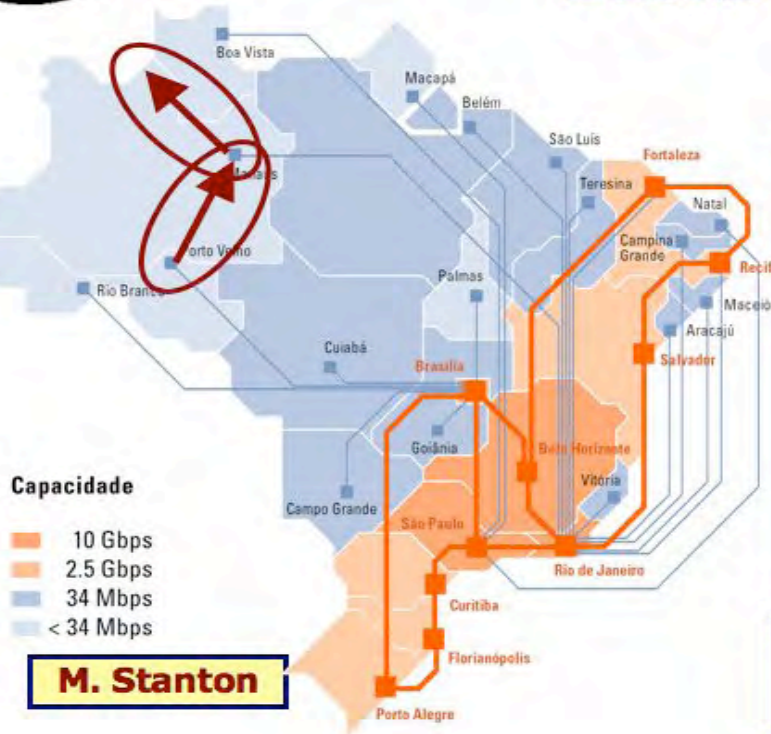 Boa Vista
Macapá
Belém
São Luís
Fortaleza
Teresina
Natal
Manaus
Campina
Grande
Porto Velho
Recif
Palmas
Rio Branco
Maceió
Aracajú
Cuiabá
Brasília
Salvador
Goiânia
Belo Horizonte
Vitória
Capacidade
Campo Grande
São Paulo
10 Gbps
2.5 Gbps
Rio de Janeiro
34 Mbps
Curitiba
< 34 Mbps
Florianópolis
M. Stanton
Porto Alegre